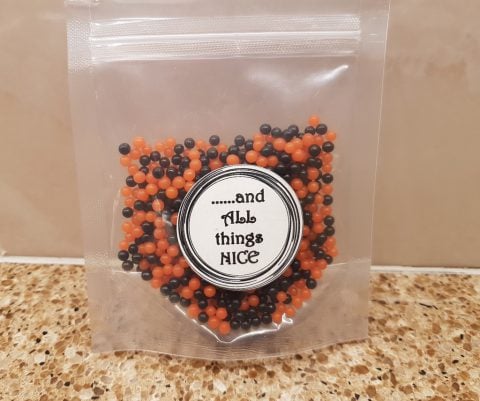 ......and
ALL
things
NICE